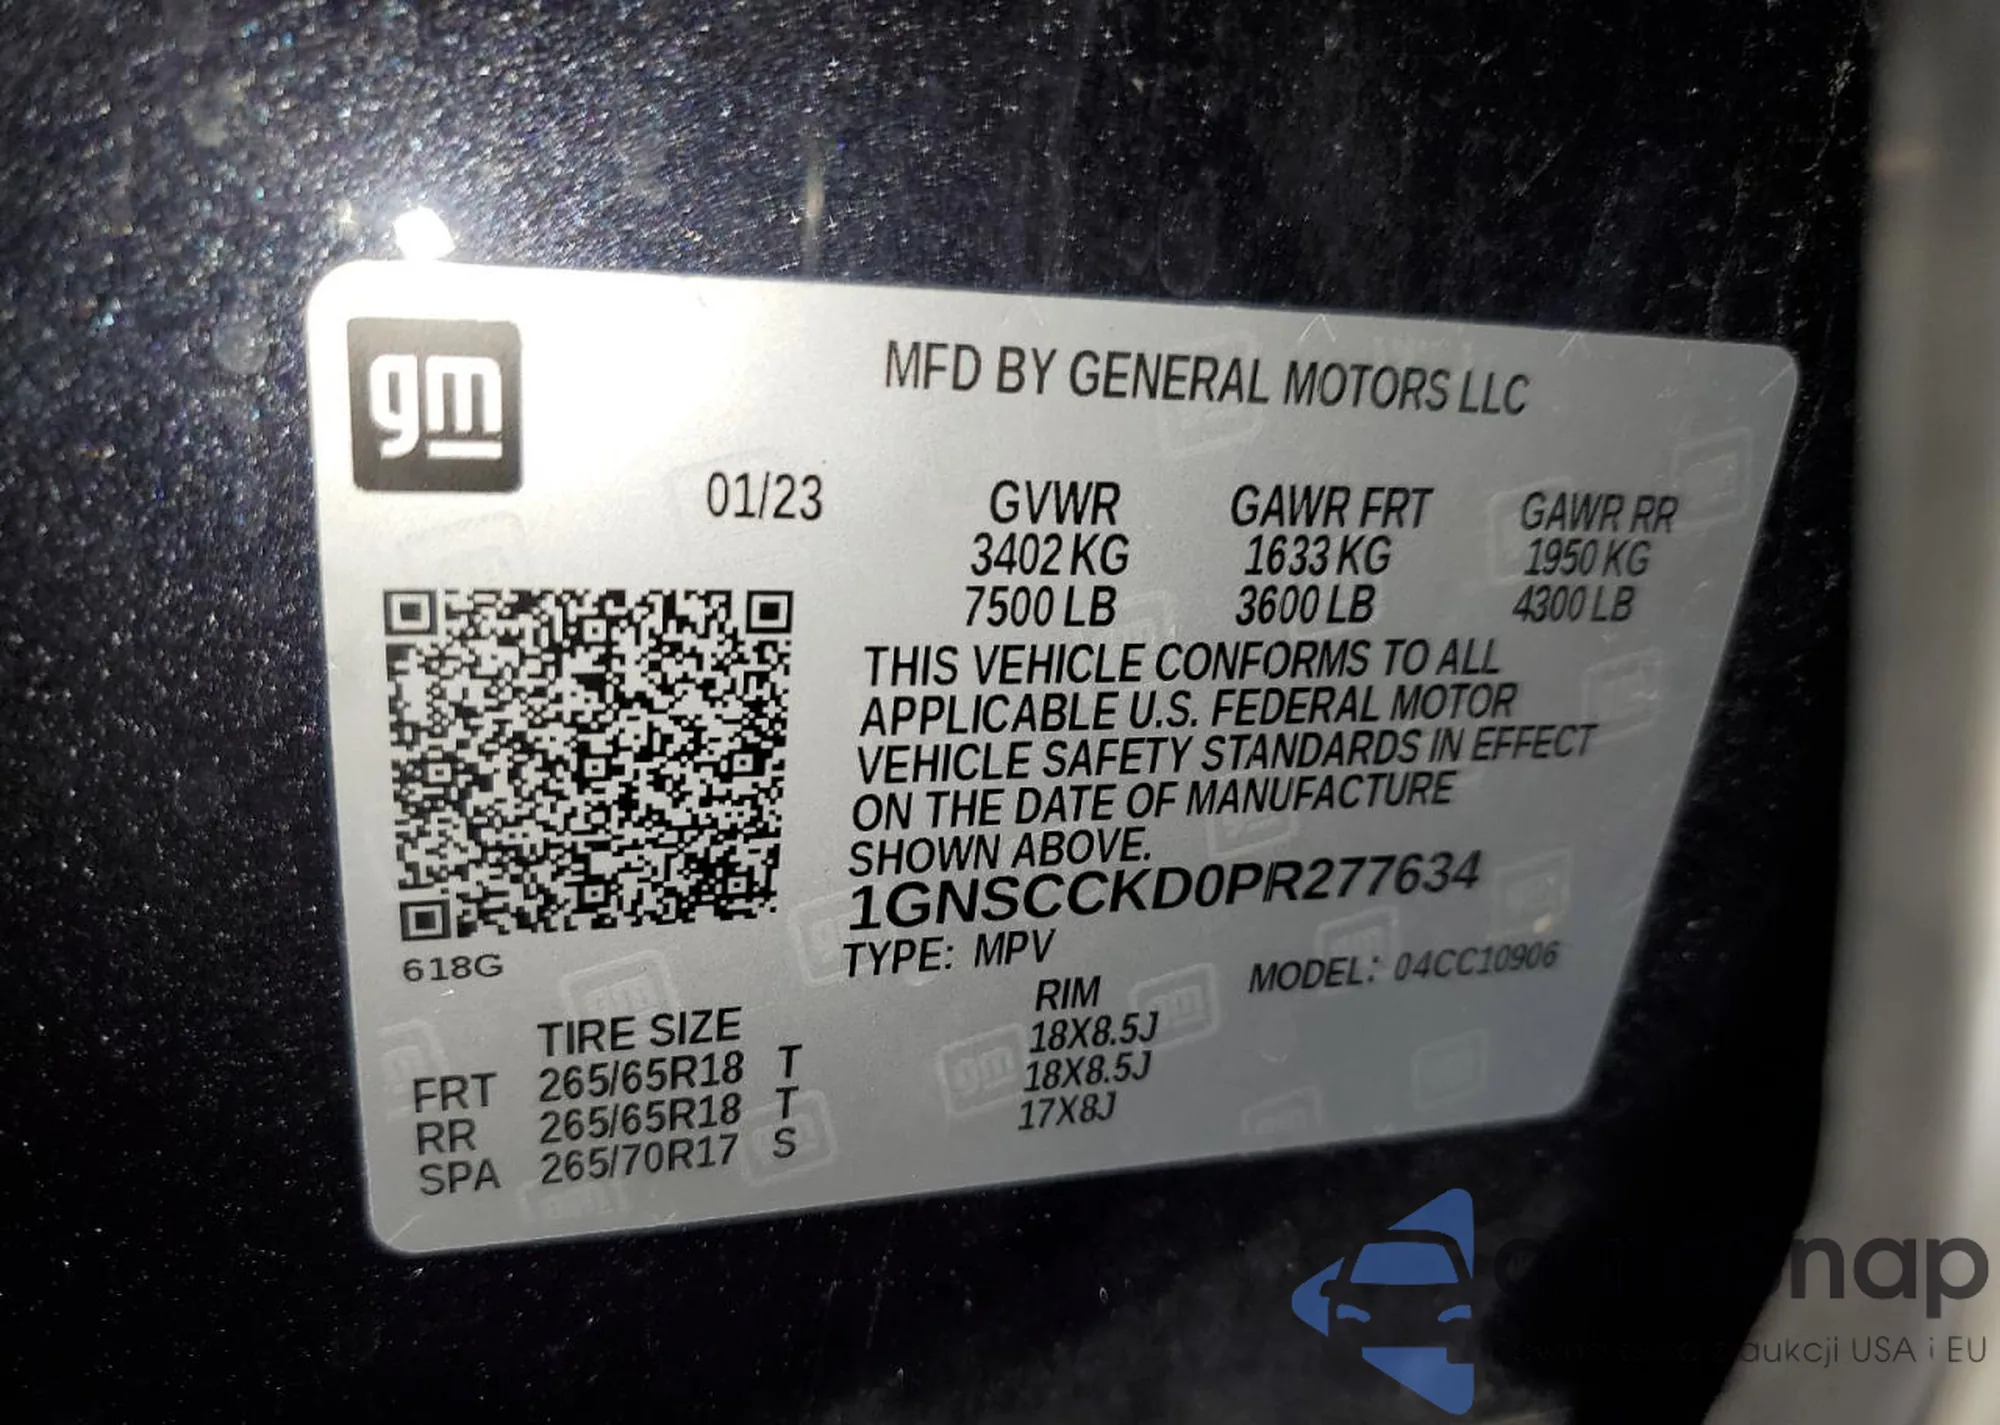 gm
MFD BY GENERAL MOTORS LLC
01/23 GVWR GAWR FRT GAWR RR
3402 KG 1633 KG 1950 KG
7500 LB 3600 LB 4300 LB
THIS VEHICLE CONFORMS TO ALL
APPLICABLE U.S. FEDERAL MOTOR
VEHICLE SAFETY STANDARDS IN EFFECT
ON THE DATE OF MANUFACTURE
SHOWN ABOVE.
1GNSCCKD0PR277634
618G
TYPE: MPV MODEL: 04CC10906
TIRE SIZE RIM
FRT 265/65R18 T 18X8.5J
RR 265/65R18 T 18X8.5J
SPA 265/70R17 S 17X8J
aukcji USA i EU